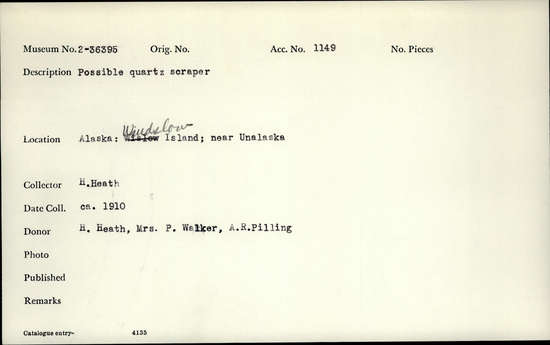 Museum No. 2-36395 Orig. No. Acc. No. 1149 No. Pieces
Description Possible quartz scraper
Windslow
Location Alaska: Wislow Island; near Unalaska
Collector H.Heath
Date Coll. ca. 1910
Donor H. Heath, Mrs. P. Walker, A.R.Pilling
Photo
Published
Remarks
Catalogue entry- 4135